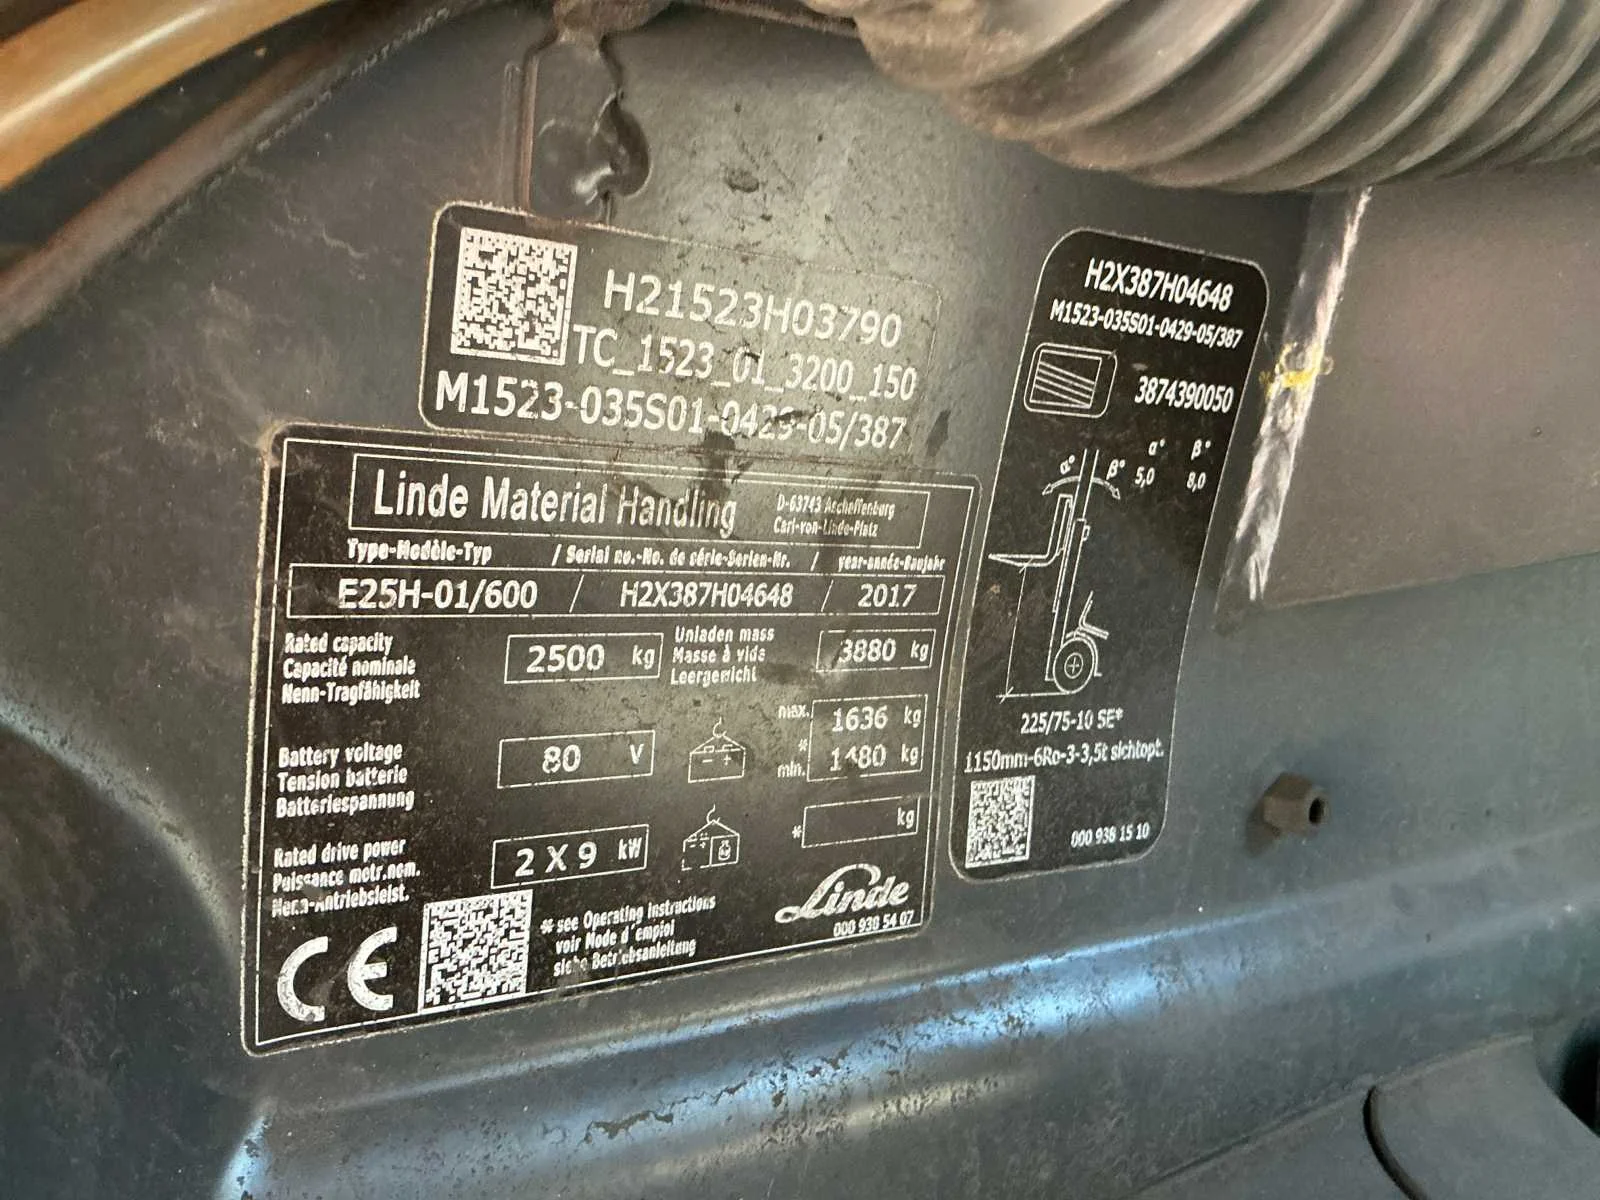 H21523H03790
TC_1523_01_3200_150
M1523-035S01-0429-05/387
Linde Material Handling
D-63743 Aschaffenburg
Carl-von-Linde-Platz
Type-Modèle-Typ / Serial no.-No. de série-Serien-Nr. / year-année-Baujahr
E25H-01/600 / H2X387H04648 / 2017
Rated capacity
Capacité nominale
Nenn-Tragfähigkeit
2500 kg
Unladen mass
Masse à vide
Leergewicht
3880 kg
Battery voltage
Tension batterie
Batteriespannung
80 V
max. 1636 kg
*
min. 1480 kg
Rated drive power
Puissance motr.nom.
Nenn-Antriebsleist.
2 X 9 kW
* kg
CE
* see Operating Instructions
voir Mode d'emploi
siehe Betriebsanleitung
Linde
000 930 54 07
H2X387H04648
M1523-035S01-0429-05/387
3874390050
α° β°
α° β° 5,0 8,0
225/75-10 SE*
1150mm-6Ro-3-3,5t sichtopt.
000 938 15 10